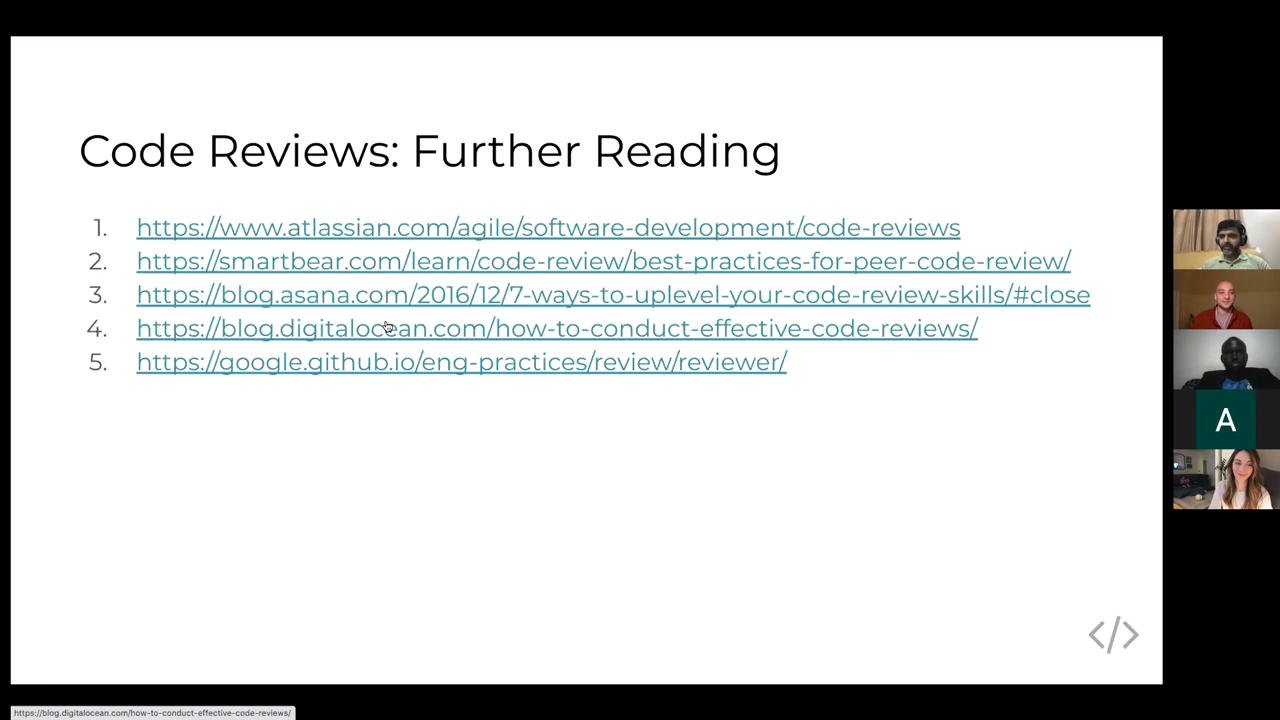 Code Reviews: Further Reading
1. https://www.atlassian.com/agile/software-development/code-reviews
2. https://smartbear.com/learn/code-review/best-practices-for-peer-code-review/
3. https://blog.asana.com/2016/12/7-ways-to-uplevel-your-code-review-skills/#close
4. https://blog.digitalocean.com/how-to-conduct-effective-code-reviews/
5. https://google.github.io/eng-practices/review/reviewer/
A
</>
https://blog.digitalocean.com/how-to-conduct-effective-code-reviews/